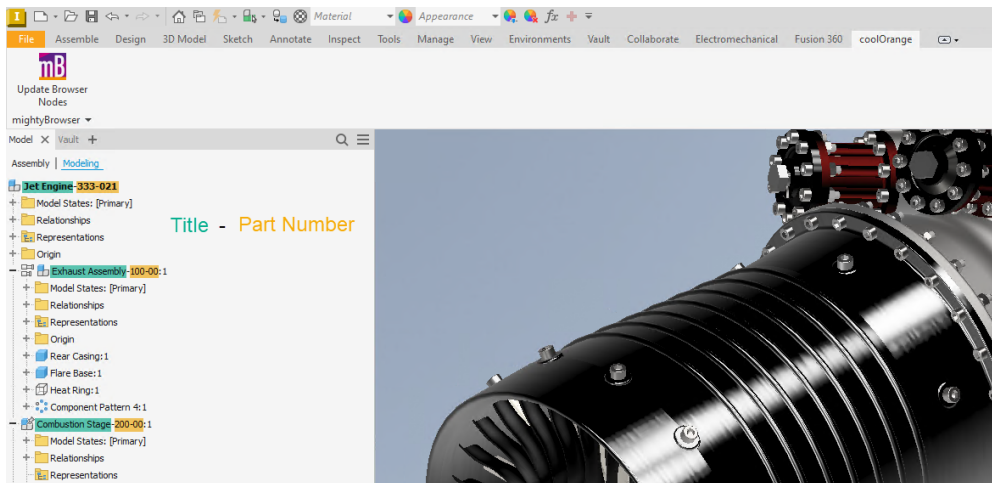 Material
Appearance
fx
File Assemble Design 3D Model Sketch Annotate Inspect Tools Manage View Environments Vault Collaborate Electromechanical Fusion 360 coolOrange
mB
Update Browser
Nodes
mightyBrowser
Model X Vault +
Assembly | Modeling
Jet Engine-333-021
Model States: [Primary]
Relationships
Representations
Origin
Title - Part Number
Exhaust Assembly-100-00:1
Model States: [Primary]
Relationships
Representations
Origin
Rear Casing:1
Flare Base:1
Heat Ring:1
Component Pattern 4:1
Combustion Stage-200-00:1
Model States: [Primary]
Relationships
Representations